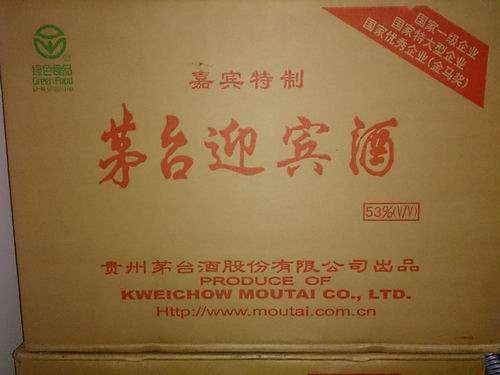 绿色食品
GreenFood
国家一级企业
国家特大型企业
国家优秀企业(金马奖)
嘉宾特制
茅台迎宾酒
53%(V/V)
贵州茅台酒股份有限公司出品
PRODUCE OF
KWEICHOW MOUTAI CO., LTD.
Http://www.moutai.com.cn